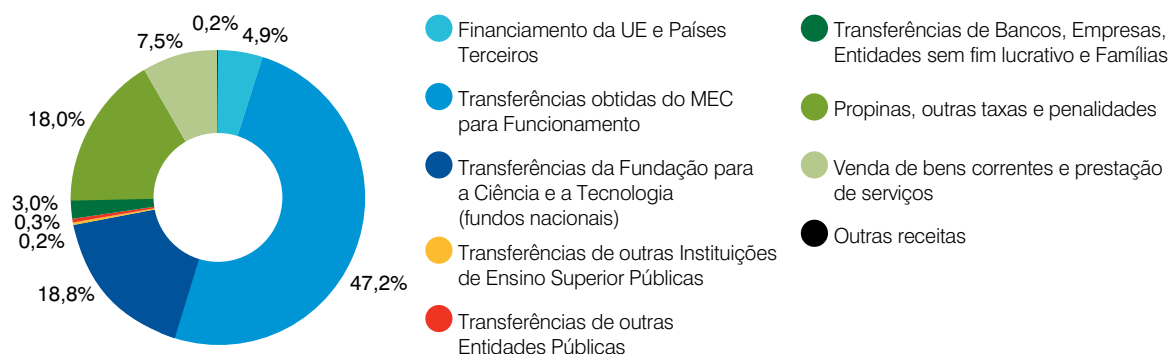 0,2%
4,9%
7,5%
18,0%
3,0%
0,3%
0,2%
18,8%
47,2%
Financiamento da UE e Países
Terceiros
Transferências obtidas do MEC
para Funcionamento
Transferências da Fundação para
a Ciência e a Tecnologia
(fundos nacionais)
Transferências de outras Instituições
de Ensino Superior Públicas
Transferências de outras
Entidades Públicas
Transferências de Bancos, Empresas,
Entidades sem fim lucrativo e Famílias
Propinas, outras taxas e penalidades
Venda de bens correntes e prestação
de serviços
Outras receitas